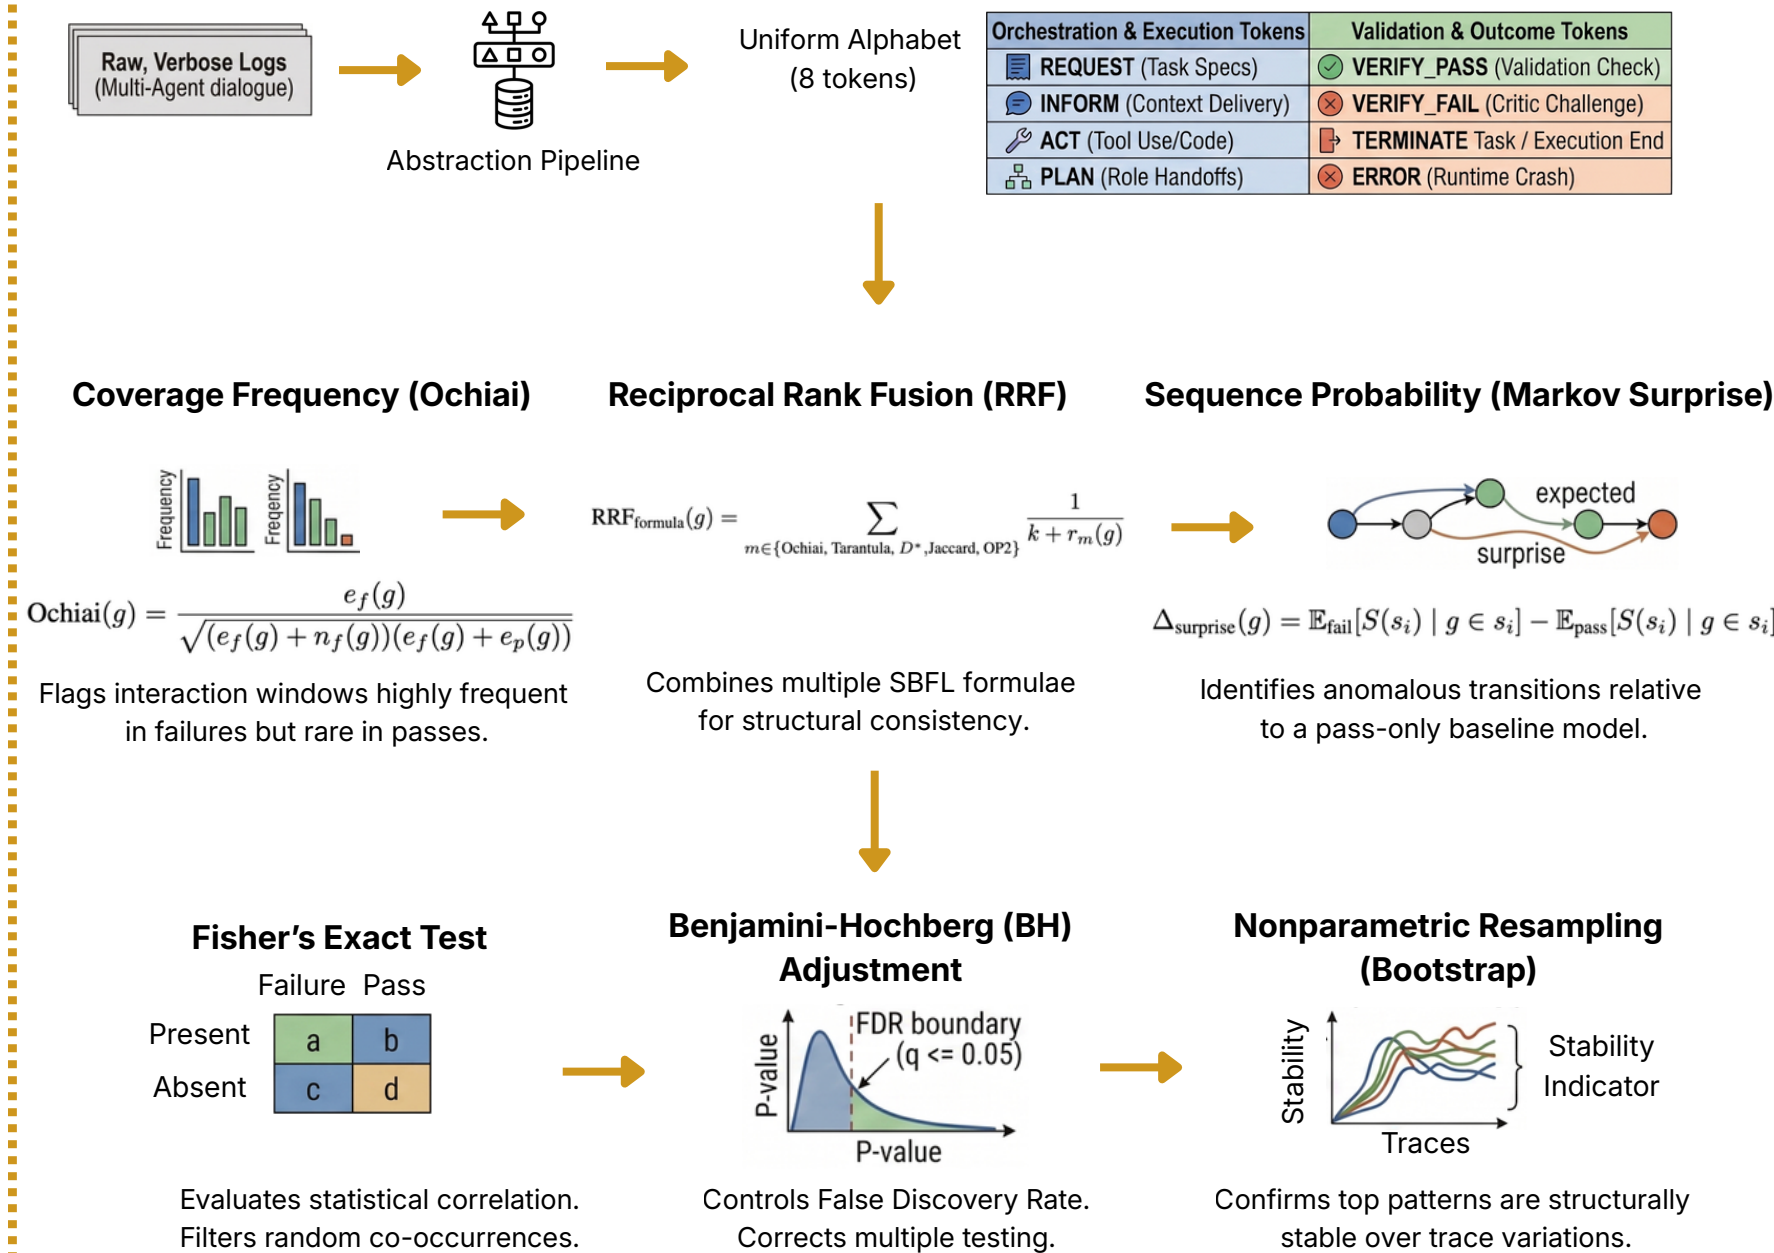 Raw, Verbose Logs
(Multi-Agent dialogue)
Abstraction Pipeline
Uniform Alphabet
(8 tokens)
Orchestration & Execution Tokens
Validation & Outcome Tokens
REQUEST (Task Specs)
VERIFY_PASS (Validation Check)
INFORM (Context Delivery)
VERIFY_FAIL (Critic Challenge)
ACT (Tool Use/Code)
TERMINATE Task / Execution End
PLAN (Role Handoffs)
ERROR (Runtime Crash)
Coverage Frequency (Ochiai)
Frequency
Freqency
Ochiai(g) = e_f(g) / √((e_f(g) + n_f(g))(e_f(g) + e_p(g)))
Flags interaction windows highly frequent
in failures but rare in passes.
Reciprocal Rank Fusion (RRF)
RRF_formula(g) = ∑_{m∈{Ochiai, Tarantula, D*,Jaccard, OP2}} 1 / (k + r_m(g))
Combines multiple SBFL formulae
for structural consistency.
Sequence Probability (Markov Surprise)
expected
surprise
Δ_surprise(g) = 𝔼_fail[S(s_i) | g ∈ s_i] − 𝔼_pass[S(s_i) | g ∈ s_i]
Identifies anomalous transitions relative
to a pass-only baseline model.
Fisher’s Exact Test
Failure Pass
Present a b
Absent c d
Evaluates statistical correlation.
Filters random co-occurrences.
Benjamini-Hochberg (BH)
Adjustment
P-value
FDR boundary
(q <= 0.05)
P-value
Controls False Discovery Rate.
Corrects multiple testing.
Nonparametric Resampling
(Bootstrap)
Stability
Traces
Stability
Indicator
Confirms top patterns are structurally
stable over trace variations.